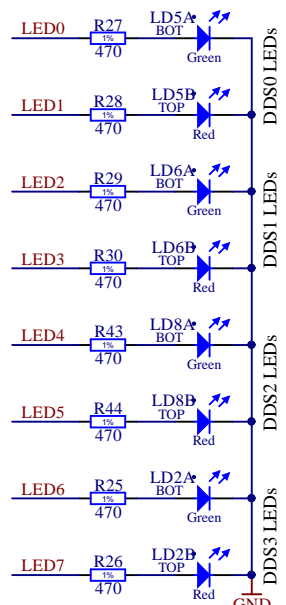 LED0 R27 1% 470 LD5A BOT Green
LED1 R28 1% 470 LD5B TOP Red
DDS0 LEDs
LED2 R29 1% 470 LD6A BOT Green
LED3 R30 1% 470 LD6B TOP Red
DDS1 LEDs
LED4 R43 1% 470 LD8A BOT Green
LED5 R44 1% 470 LD8B TOP Red
DDS2 LEDs
LED6 R25 1% 470 LD2A BOT Green
LED7 R26 1% 470 LD2B TOP Red
DDS3 LEDs
GND